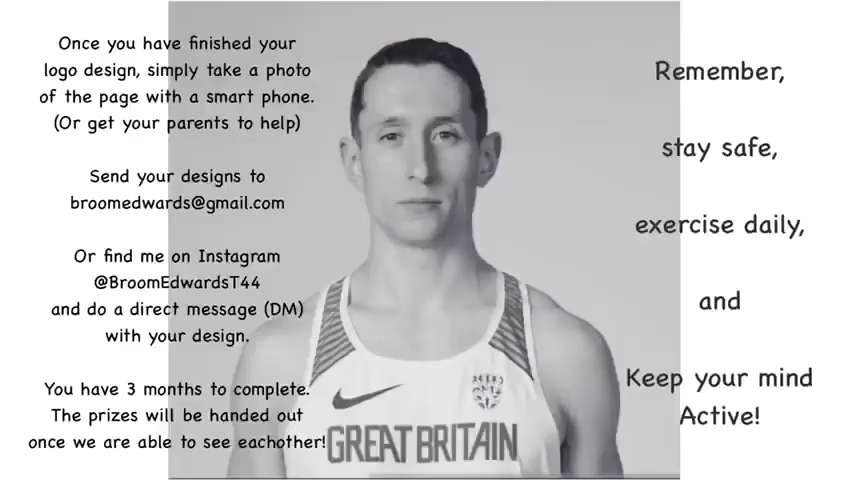 Once you have finished your
logo design, simply take a photo
of the page with a smart phone.
(Or get your parents to help)
Send your designs to
broomedwards@gmail.com
Or find me on Instagram
@BroomEdwardsT44
and do a direct message (DM)
with your design.
You have 3 months to complete.
The prizes will be handed out
once we are able to see eachother!
Remember,
stay safe,
exercise daily,
and
Keep your mind
Active!
GREAT BRITAIN